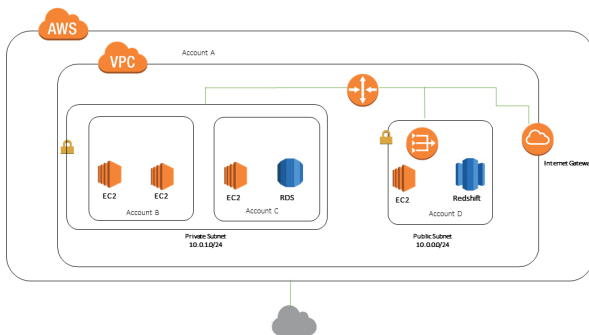 AWS
Account A
VPC
Internet Gatewa
EC2
EC2
Account B
EC2
RDS
Account C
EC2
Redshift
Account D
Private Subnet
10.0.1.0/24
Public Subnet
10.0.0.0/24